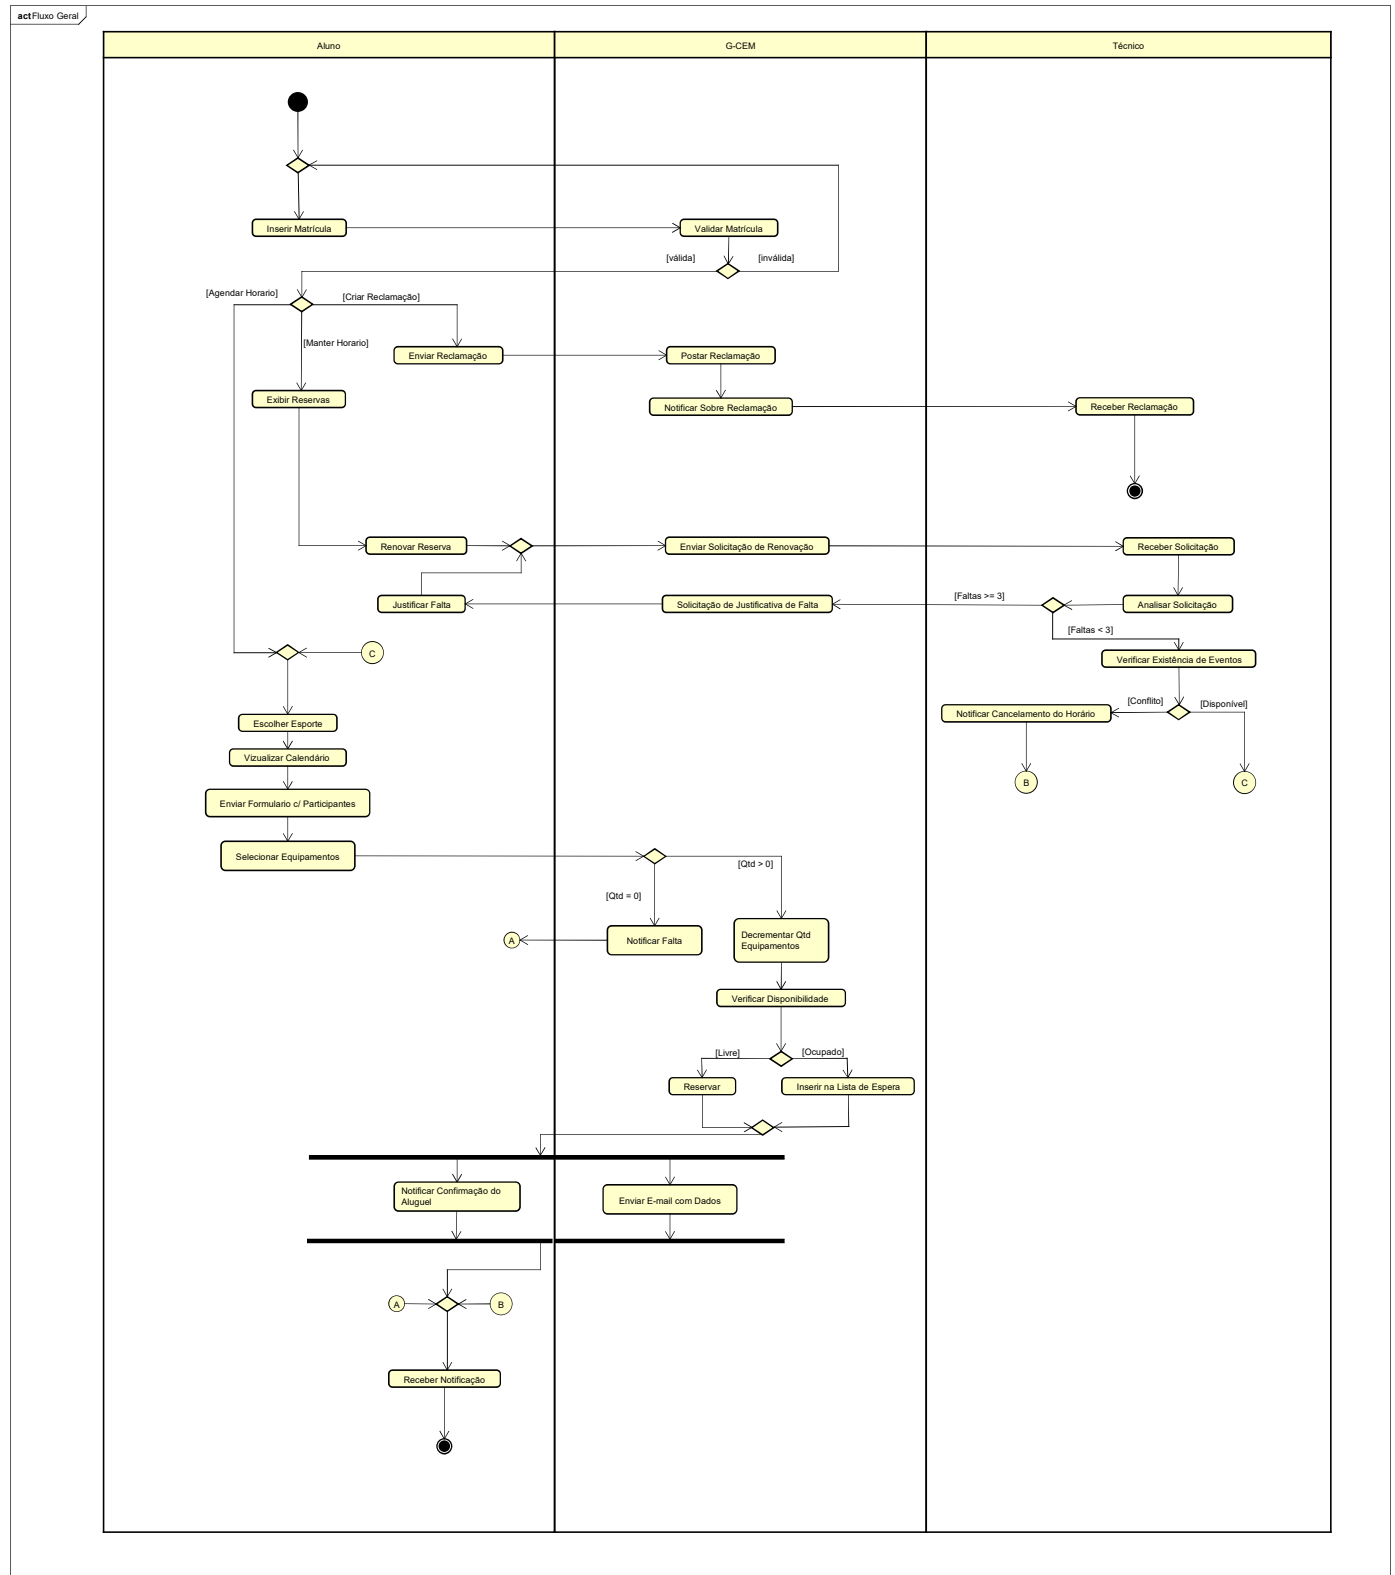 act Fluxo Geral
Aluno
G-CEM
Técnico
Inserir Matrícula
Validar Matrícula
[válida]
[inválida]
[Agendar Horario]
[Criar Reclamação]
[Manter Horario]
Enviar Reclamação
Postar Reclamação
Exibir Reservas
Notificar Sobre Reclamação
Receber Reclamação
Renovar Reserva
Enviar Solicitação de Renovação
Receber Solicitação
[Faltas >= 3]
Justificar Falta
Solicitação de Justificativa de Falta
Analisar Solicitação
[Faltas < 3]
C
Verificar Existência de Eventos
[Conflito]
[Disponível]
Notificar Cancelamento do Horário
Escolher Esporte
Vizualizar Calendário
B
C
Enviar Formulario c/ Participantes
Selecionar Equipamentos
[Qtd > 0]
[Qtd = 0]
A
Notificar Falta
Decrementar Qtd
Equipamentos
Verificar Disponibilidade
[Livre]
[Ocupado]
Reservar
Inserir na Lista de Espera
Notificar Confirmação do
Aluguel
Enviar E-mail com Dados
A
B
Receber Notificação